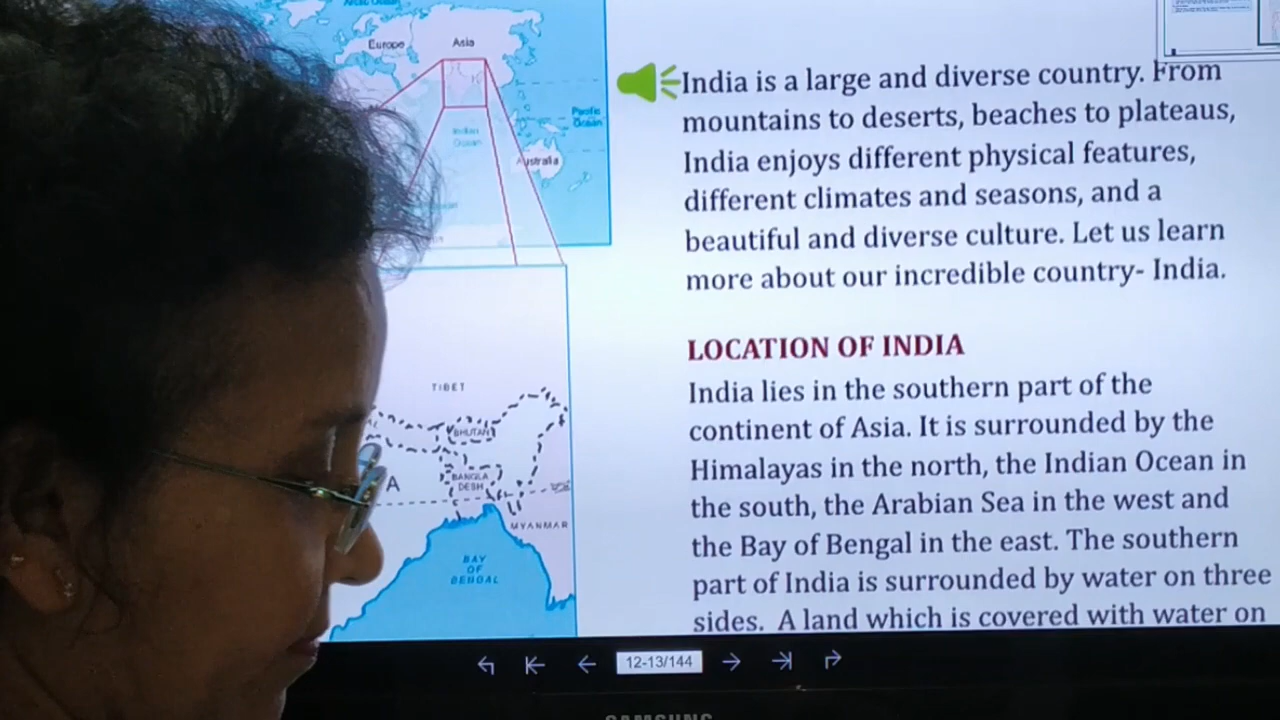 Europe
Asia
Pacific
Ocean
Indian
Ocean
Australia
India is a large and diverse country. From
mountains to deserts, beaches to plateaus,
India enjoys different physical features,
different climates and seasons, and a
beautiful and diverse culture. Let us learn
more about our incredible country- India.
LOCATION OF INDIA
India lies in the southern part of the
continent of Asia. It is surrounded by the
Himalayas in the north, the Indian Ocean in
the south, the Arabian Sea in the west and
the Bay of Bengal in the east. The southern
part of India is surrounded by water on three
sides. A land which is covered with water on
TIBET
BHUTAN
A
BANGLA
DESH
MYANMAR
BAY
OF
BENGAL
12-13/144
SAMSUNG